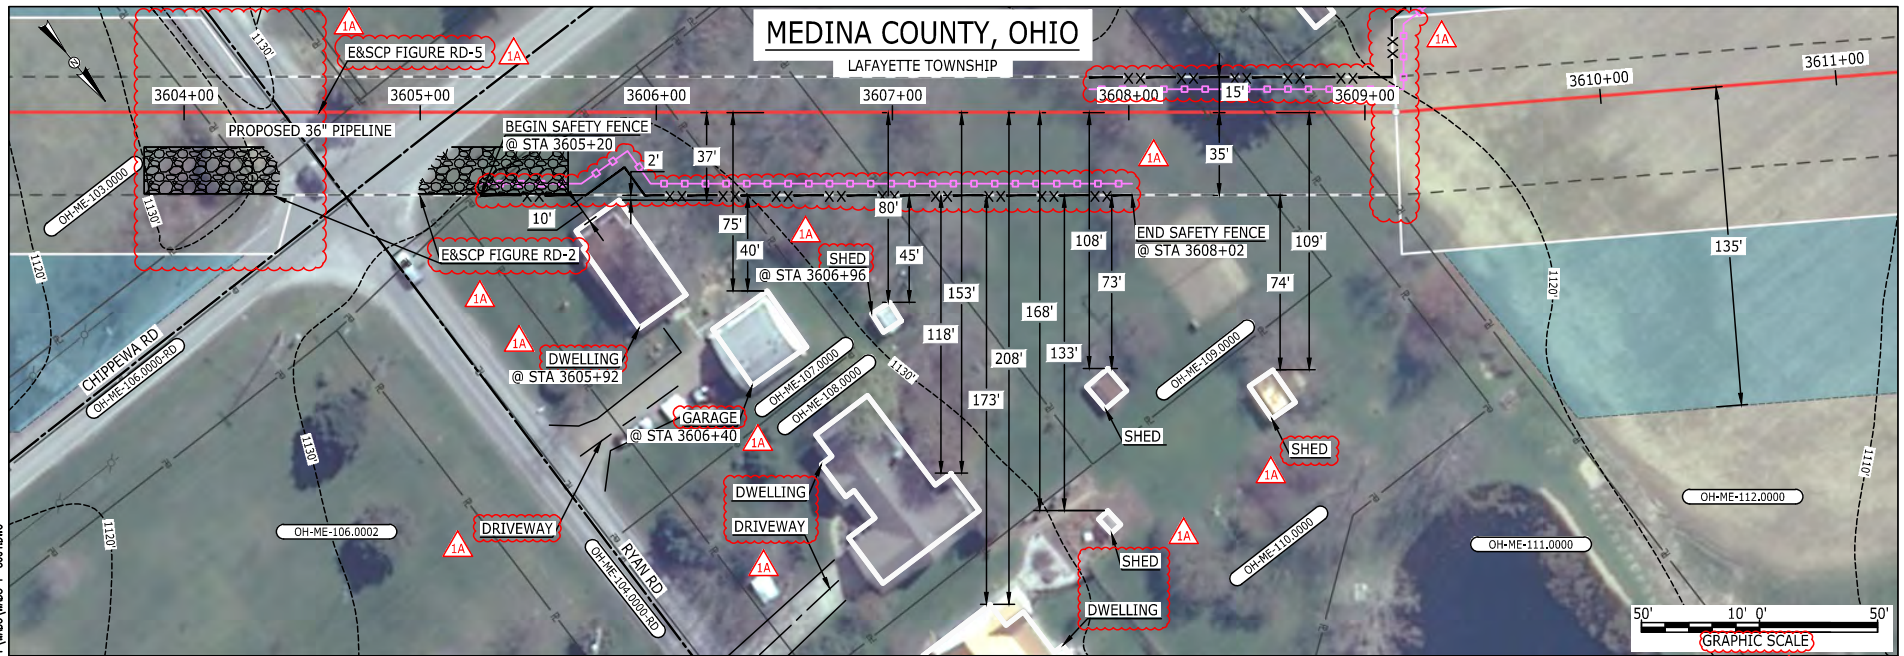 MEDINA COUNTY, OHIO
LAFAYETTE TOWNSHIP
1130'
1A
E&SCP FIGURE RD-5
1A
1A
3604+00
3605+00
3606+00
3607+00
3608+00
15'
3609+00
3610+00
3611+00
PROPOSED 36" PIPELINE
BEGIN SAFETY FENCE
@ STA 3605+20
2'
37'
35'
1A
OH-ME-103.0000
1130'
10'
75'
80'
108'
END SAFETY FENCE
@ STA 3608+02
109'
135'
E&SCP FIGURE RD-2
40'
1A
SHED
@ STA 3606+96
45'
1120'
1A
153'
73'
74'
1120'
168'
118'
133'
1A
CHIPPEWA RD
OH-ME-106.0000-RD
DWELLING
@ STA 3605+92
OH-ME-107.0000
OH-ME-108.0000
1130'
208'
173'
OH-ME-109.0000
GARAGE
@ STA 3606+40
1A
SHED
SHED
1A
1130'
1110'
DWELLING
DRIVEWAY
OH-ME-112.0000
1120'
OH-ME-106.0002
DRIVEWAY
1A
1A
RYAN RD
OH-ME-104.0000-RD
1A
SHED
DWELLING
OH-ME-110.0000
OH-ME-111.0000
50' 10' 0' 50'
GRAPHIC SCALE